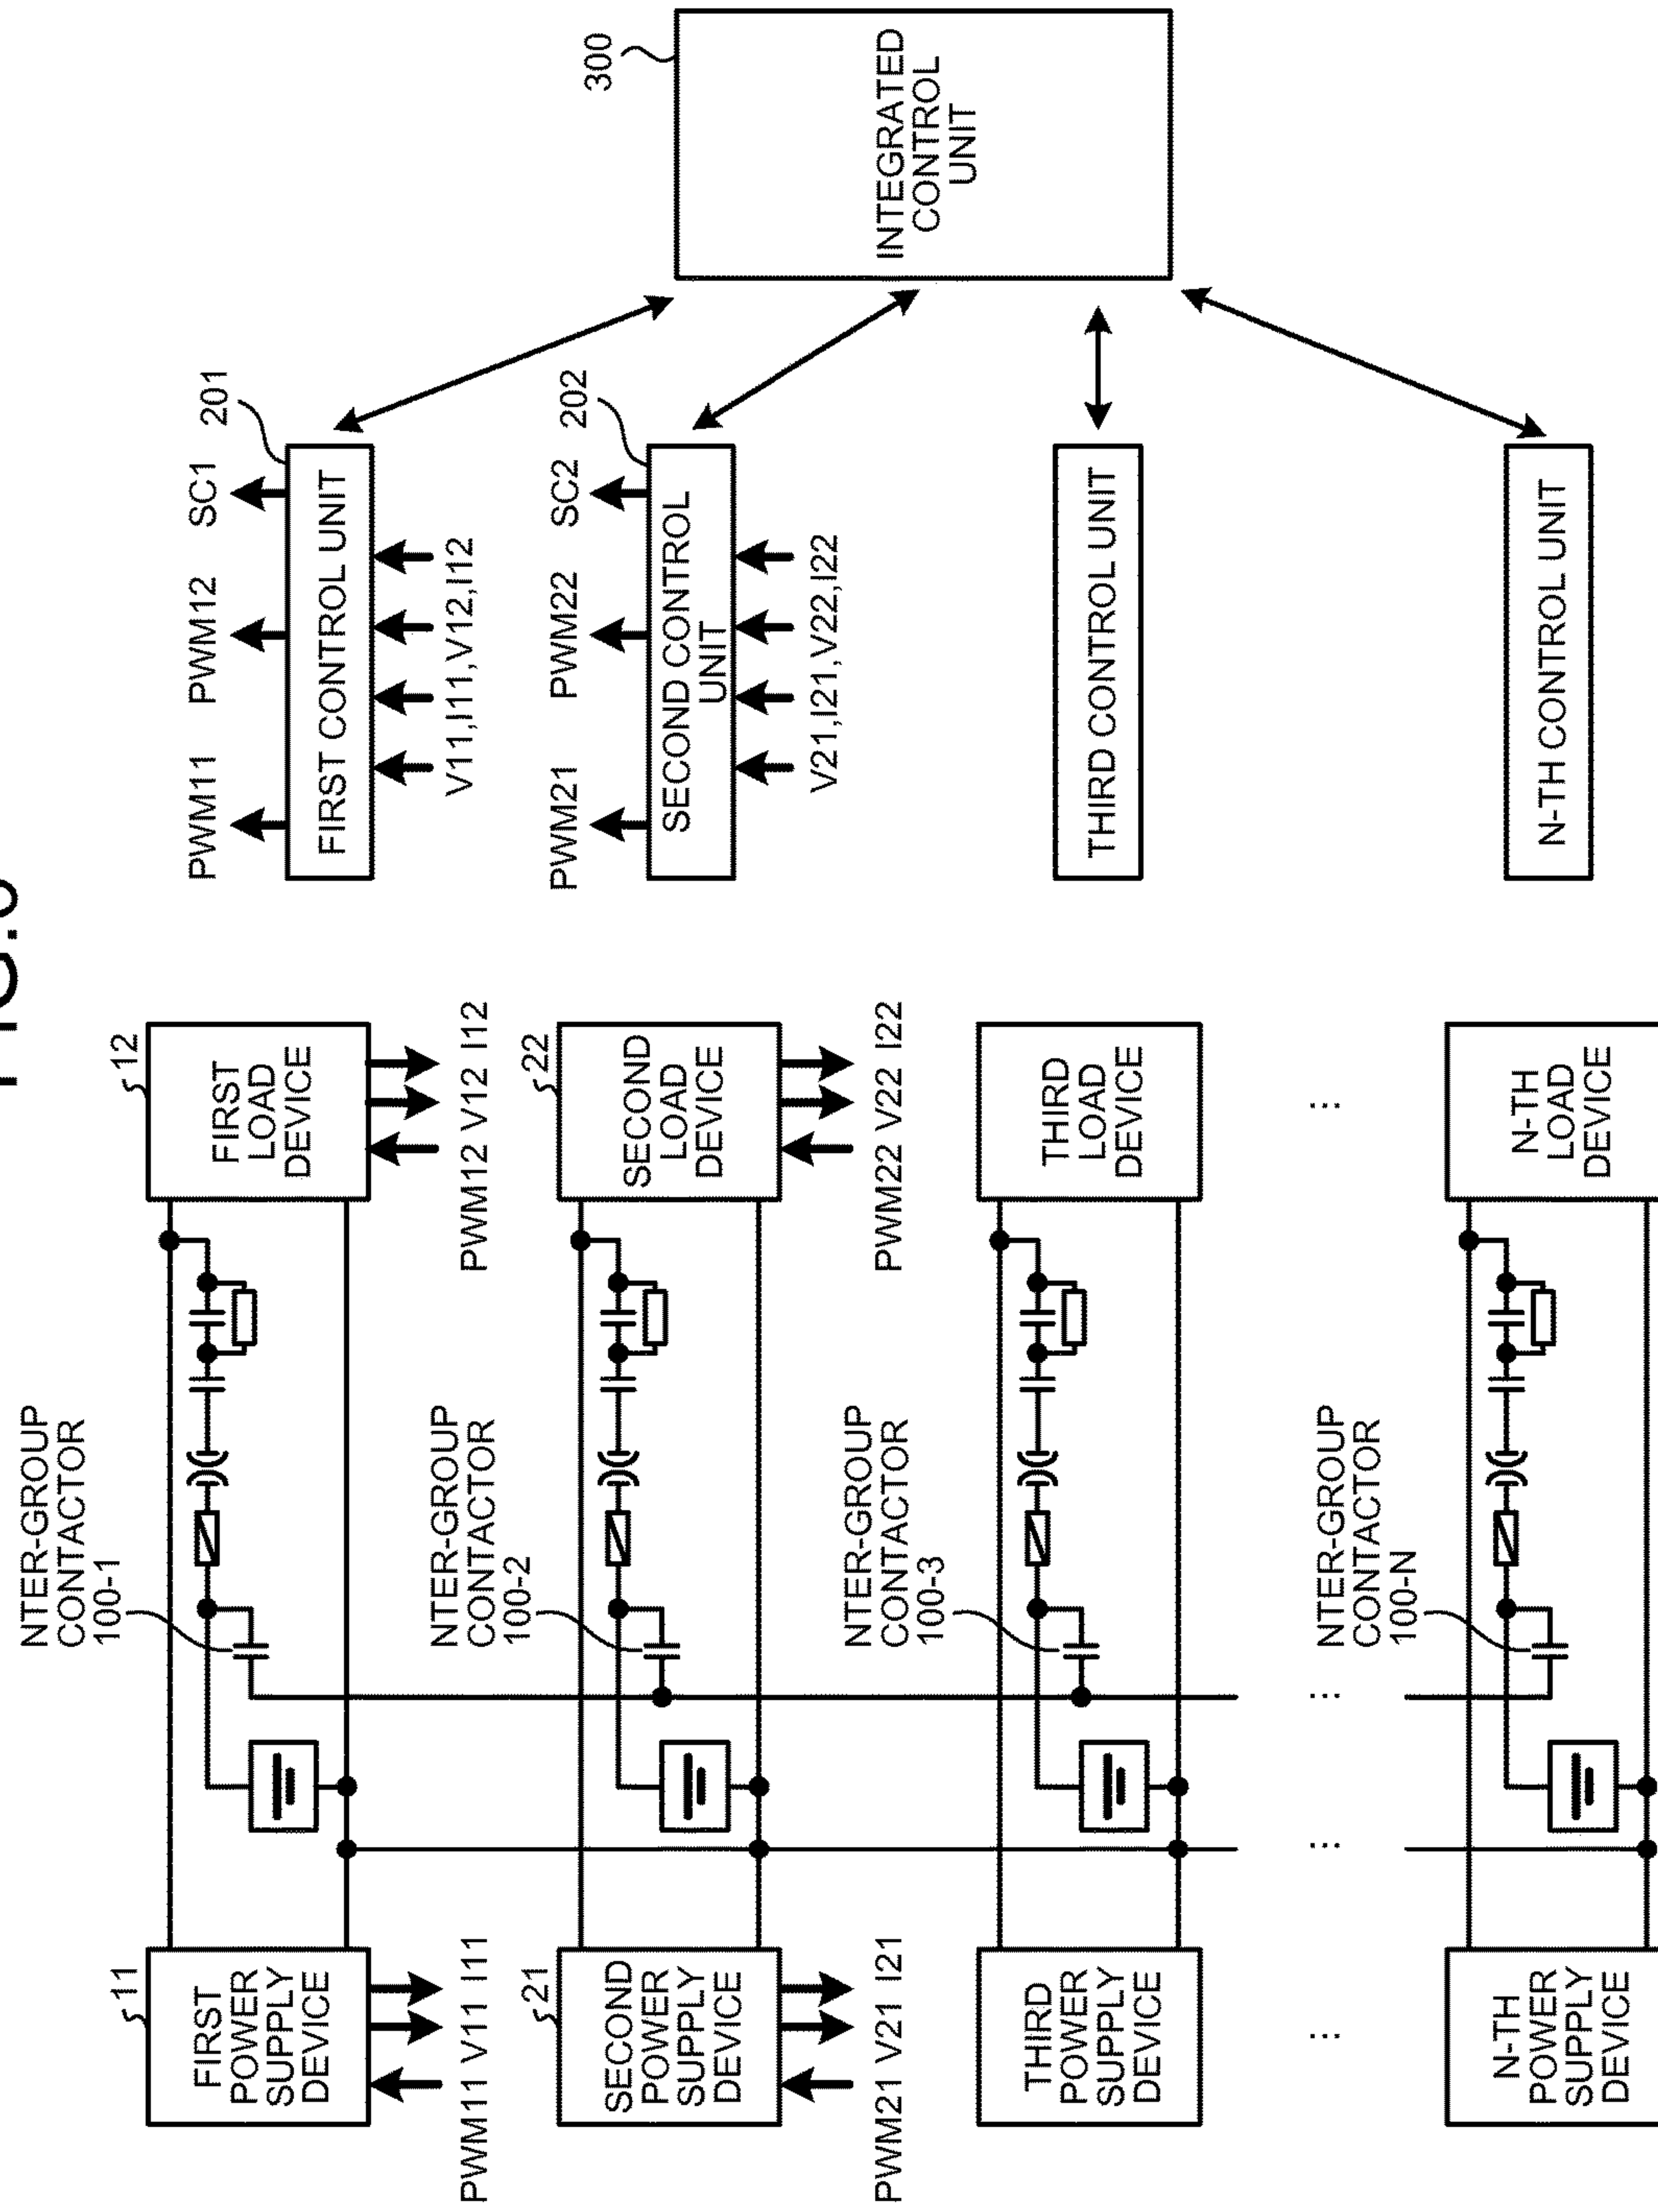 NTER-GROUP
CONTACTOR
100-1
11
FIRST
POWER
SUPPLY
DEVICE
PWM11 V11 I11
12
FIRST
LOAD
DEVICE
PWM12 V12 I12
PWM11
PWM12
SC1
201
FIRST CONTROL UNIT
V11,I11,V12,I12
NTER-GROUP
CONTACTOR
100-2
21
SECOND
POWER
SUPPLY
DEVICE
PWM21 V21 I21
22
SECOND
LOAD
DEVICE
PWM22 V22 I22
PWM21
PWM22
SC2
202
SECOND CONTROL
UNIT
V21,I21,V22,I22
300
INTEGRATED
CONTROL
UNIT
NTER-GROUP
CONTACTOR
100-3
THIRD
POWER
SUPPLY
DEVICE
THIRD
LOAD
DEVICE
THIRD CONTROL UNIT
...
...
...
...
NTER-GROUP
CONTACTOR
100-N
N-TH
POWER
SUPPLY
DEVICE
N-TH
LOAD
DEVICE
N-TH CONTROL UNIT